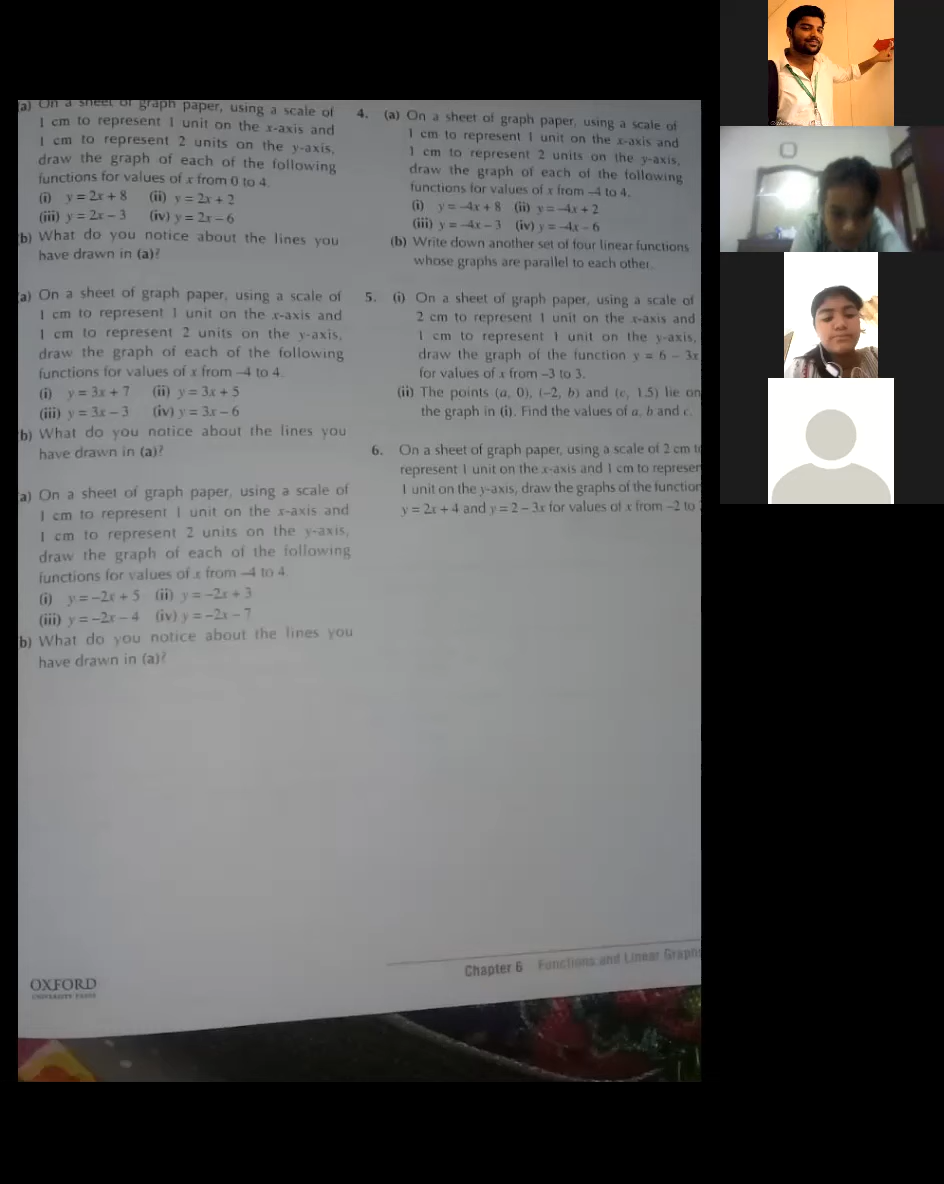 a) On a sheet of graph paper, using a scale of
1 cm to represent 1 unit on the x-axis and
1 cm to represent 2 units on the y-axis,
draw the graph of each of the following
functions for values of x from 0 to 4.
(i) y = 2x + 8 (ii) y = 2x + 2
(iii) y = 2x – 3 (iv) y = 2x – 6
b) What do you notice about the lines you
have drawn in (a)?
a) On a sheet of graph paper, using a scale of
1 cm to represent 1 unit on the x-axis and
1 cm to represent 2 units on the y-axis,
draw the graph of each of the following
functions for values of x from –4 to 4.
(i) y = 3x + 7 (ii) y = 3x + 5
(iii) y = 3x – 3 (iv) y = 3x – 6
b) What do you notice about the lines you
have drawn in (a)?
a) On a sheet of graph paper, using a scale of
1 cm to represent 1 unit on the x-axis and
1 cm to represent 2 units on the y-axis,
draw the graph of each of the following
functions for values of x from –4 to 4.
(i) y = –2x + 5 (ii) y = –2x + 3
(iii) y = –2x – 4 (iv) y = –2x – 7
b) What do you notice about the lines you
have drawn in (a)?
4. (a) On a sheet of graph paper, using a scale of
1 cm to represent 1 unit on the x-axis and
1 cm to represent 2 units on the y-axis,
draw the graph of each of the following
functions for values of x from –4 to 4.
(i) y = –4x + 8 (ii) y = –4x + 2
(iii) y = –4x – 3 (iv) y = –4x – 6
(b) Write down another set of four linear functions
whose graphs are parallel to each other.
5. (i) On a sheet of graph paper, using a scale of
2 cm to represent 1 unit on the x-axis and
1 cm to represent 1 unit on the y-axis,
draw the graph of the function y = 6 – 3x
for values of x from –3 to 3.
(ii) The points (a, 0), (–2, b) and (c, 1.5) lie on
the graph in (i). Find the values of a, b and c.
6. On a sheet of graph paper, using a scale of 2 cm
represent 1 unit on the x-axis and 1 cm to
1 unit on the y-axis, draw the graphs of the
y = 2x + 4 and y = 2 – 3x for values of x from –2 to
OXFORD
UNIVERSITY PRESS
Chapter 6 Functions and Linear